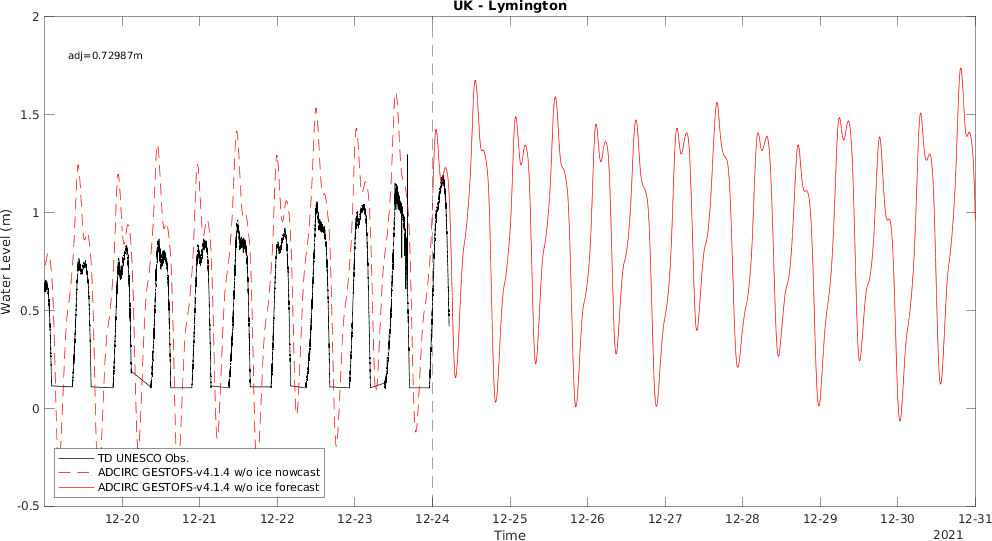 UK - Lymington
adj=0.72987m
Water Level (m)
2
1.5
1
0.5
0
-0.5
TD UNESCO Obs.
ADCIRC GESTOFS-v4.1.4 w/o ice nowcast
ADCIRC GESTOFS-v4.1.4 w/o ice forecast
12-20 12-21 12-22 12-23 12-24 12-25 12-26 12-27 12-28 12-29 12-30 12-31
Time
2021